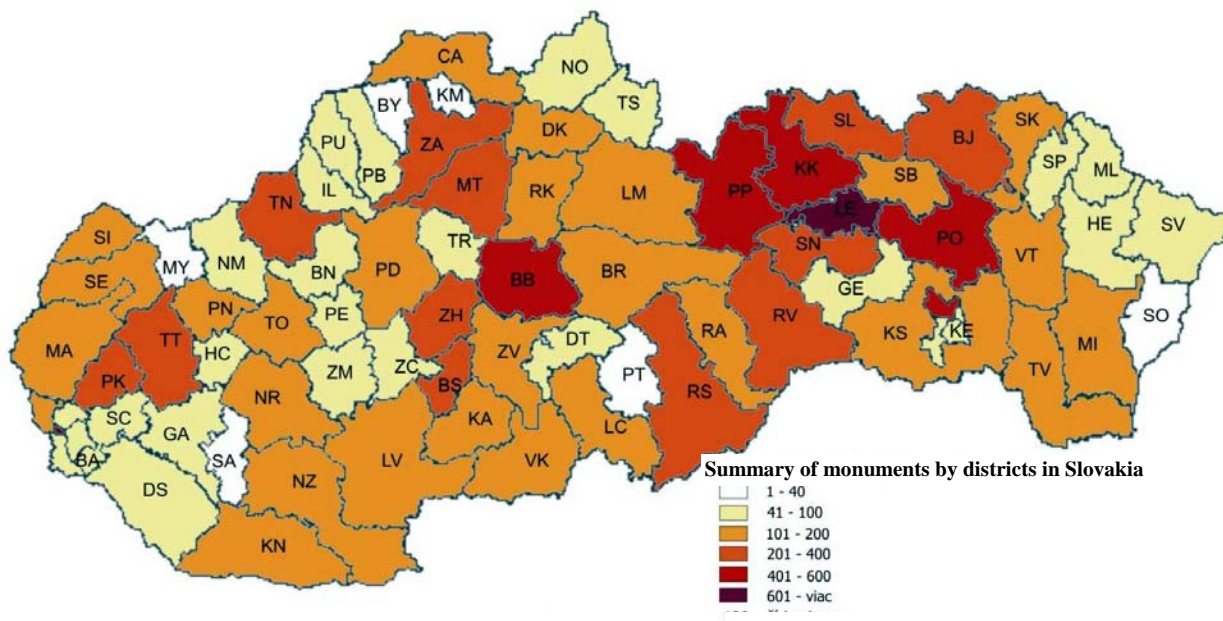 CA
NO
BY
KM
TS
PU
ZA
DK
SL
BJ
SK
PB
IL
MT
RK
LM
PP
KK
SB
SP
ML
TN
LE
HE
SV
SI
MY
NM
TR
SN
PO
VT
SE
BN
PD
BB
BR
GE
PN
TO
PE
ZH
RA
RV
KS
KE
SO
MA
TT
HC
ZM
ZC
ZV
DT
PT
MI
PK
BS
RS
TV
SC
NR
KA
LC
GA
SA
LV
VK
BA
DS
NZ
KN
Summary of monuments by districts in Slovakia
1 - 40
41 - 100
101 - 200
201 - 400
401 - 600
601 - viac